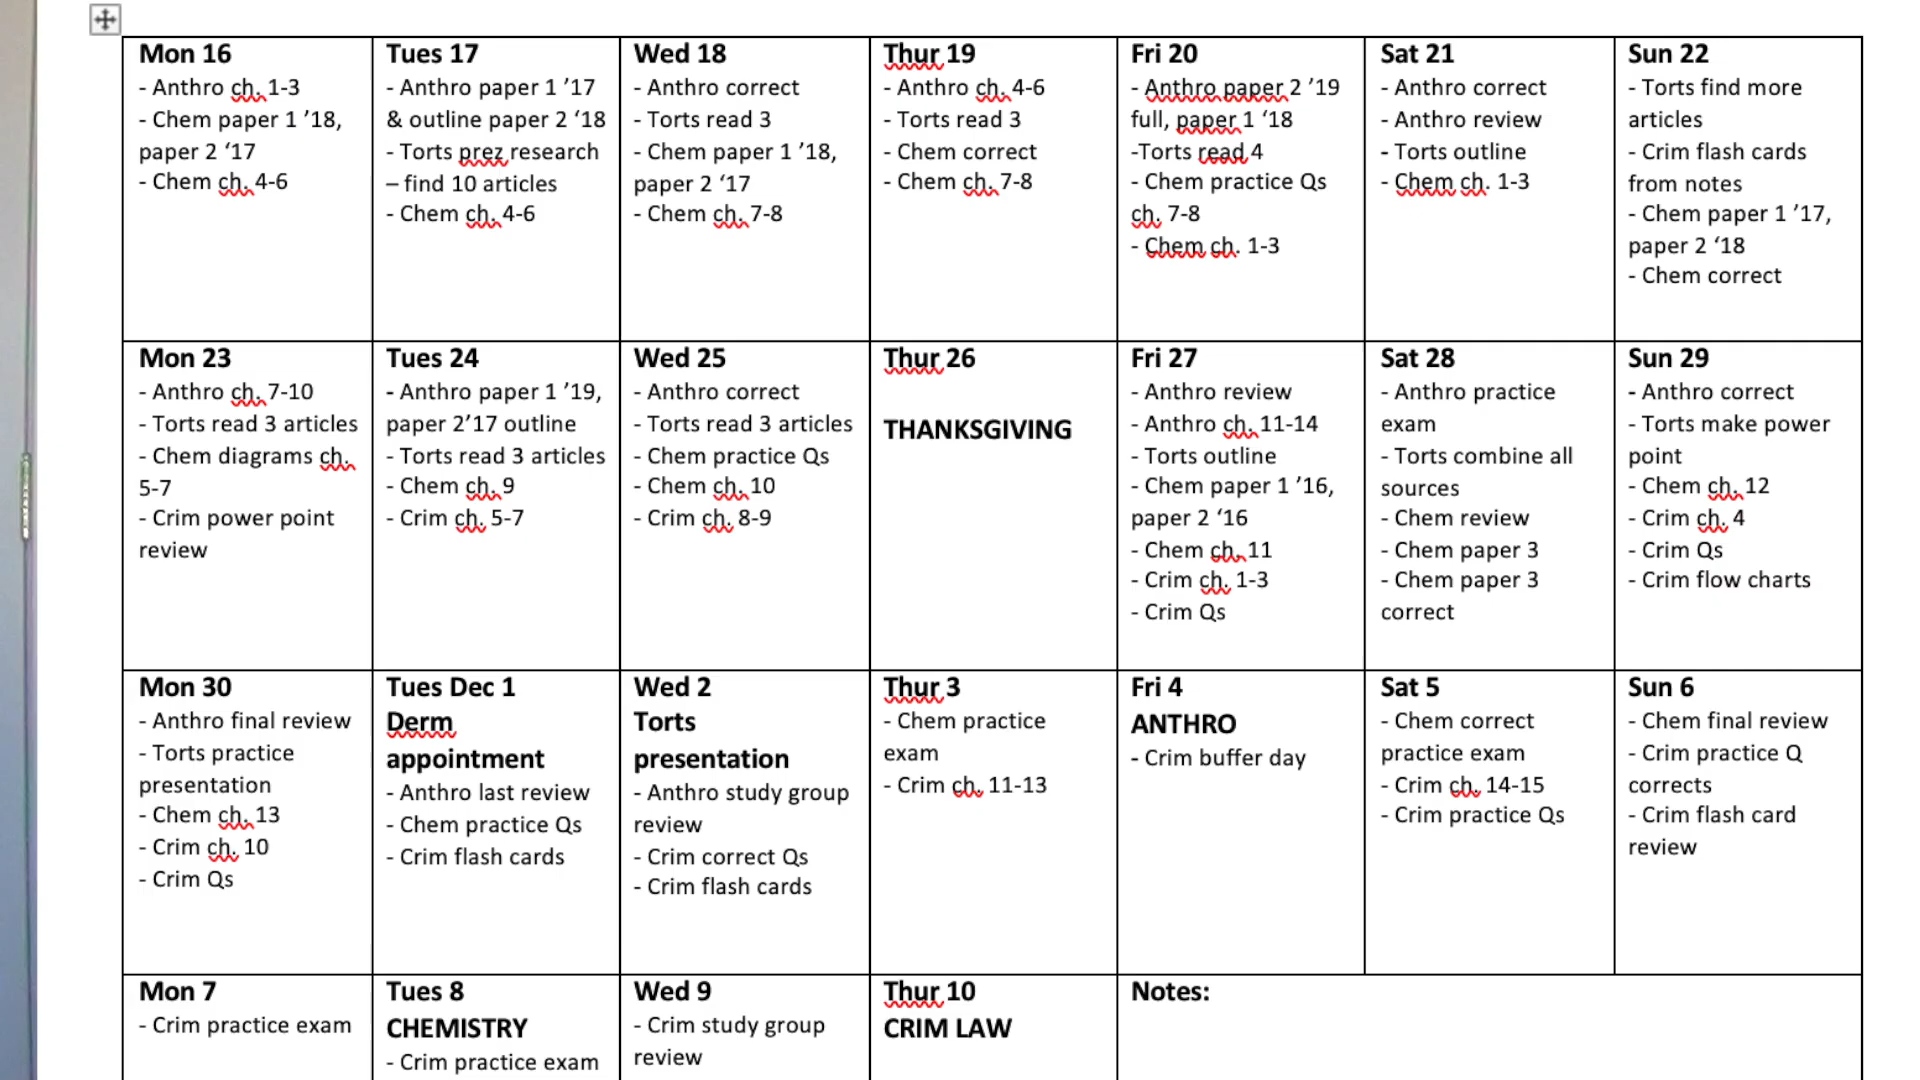 Mon 16
- Anthro ch. 1-3
- Chem paper 1 ’18,
paper 2 ‘17
- Chem ch. 4-6
Tues 17
- Anthro paper 1 ’17
& outline paper 2 ‘18
- Torts prez research
– find 10 articles
- Chem ch. 4-6
Wed 18
- Anthro correct
- Torts read 3
- Chem paper 1 ’18,
paper 2 ‘17
- Chem ch. 7-8
Thur 19
- Anthro ch. 4-6
- Torts read 3
- Chem correct
- Chem ch. 7-8
Fri 20
- Anthro paper 2 ’19
full, paper 1 ‘18
-Torts read 4
- Chem practice Qs
ch. 7-8
- Chem ch. 1-3
Sat 21
- Anthro correct
- Anthro review
- Torts outline
- Chem ch. 1-3
Sun 22
- Torts find more
articles
- Crim flash cards
from notes
- Chem paper 1 ’17,
paper 2 ‘18
- Chem correct
Mon 23
- Anthro ch. 7-10
- Torts read 3 articles
- Chem diagrams ch.
5-7
- Crim power point
review
Tues 24
- Anthro paper 1 ’19,
paper 2’17 outline
- Torts read 3 articles
- Chem ch. 9
- Crim ch. 5-7
Wed 25
- Anthro correct
- Torts read 3 articles
- Chem practice Qs
- Chem ch. 10
- Crim ch. 8-9
Thur 26
THANKSGIVING
Fri 27
- Anthro review
- Anthro ch. 11-14
- Torts outline
- Chem paper 1 ’16,
paper 2 ‘16
- Chem ch. 11
- Crim ch. 1-3
- Crim Qs
Sat 28
- Anthro practice
exam
- Torts combine all
sources
- Chem review
- Chem paper 3
- Chem paper 3
correct
Sun 29
- Anthro correct
- Torts make power
point
- Chem ch. 12
- Crim ch. 4
- Crim Qs
- Crim flow charts
Mon 30
- Anthro final review
- Torts practice
presentation
- Chem ch. 13
- Crim ch. 10
- Crim Qs
Tues Dec 1
Derm
appointment
- Anthro last review
- Chem practice Qs
- Crim flash cards
Wed 2
Torts
presentation
- Anthro study group
review
- Crim correct Qs
- Crim flash cards
Thur 3
- Chem practice
exam
- Crim ch. 11-13
Fri 4
ANTHRO
- Crim buffer day
Sat 5
- Chem correct
practice exam
- Crim ch. 14-15
- Crim practice Qs
Sun 6
- Chem final review
- Crim practice Q
corrects
- Crim flash card
review
Mon 7
- Crim practice exam
Tues 8
CHEMISTRY
- Crim practice exam
Wed 9
- Crim study group
review
Thur 10
CRIM LAW
Notes: